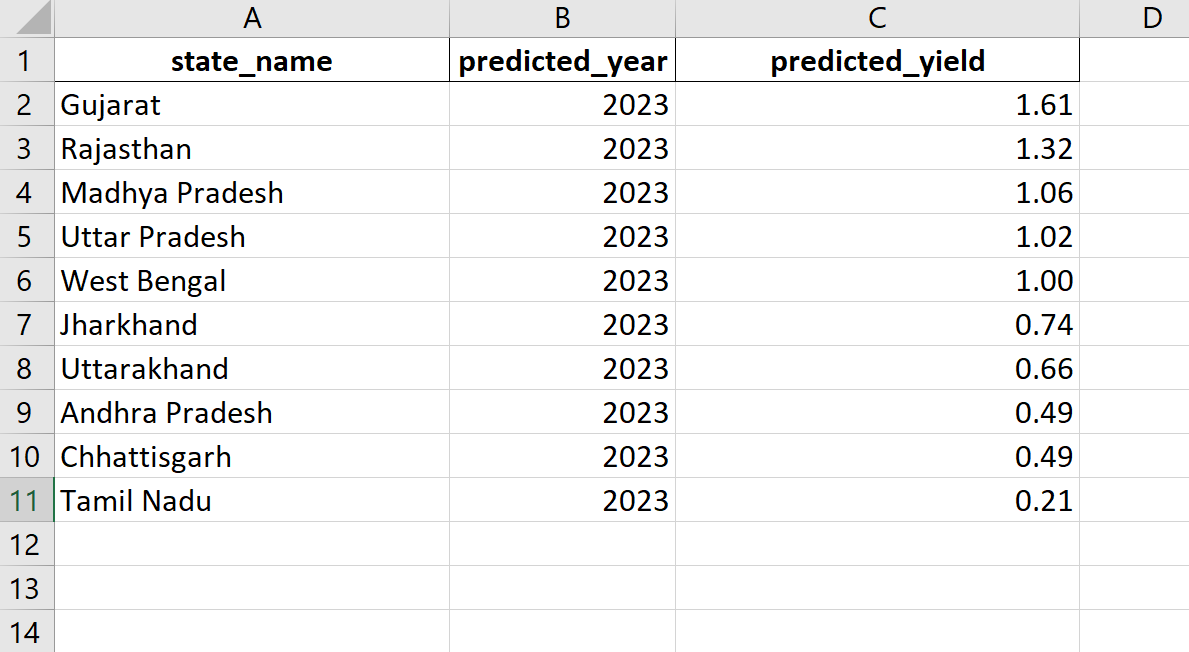 A B C D
1 state_name predicted_year predicted_yield
2 Gujarat 2023 1.61
3 Rajasthan 2023 1.32
4 Madhya Pradesh 2023 1.06
5 Uttar Pradesh 2023 1.02
6 West Bengal 2023 1.00
7 Jharkhand 2023 0.74
8 Uttarakhand 2023 0.66
9 Andhra Pradesh 2023 0.49
10 Chhattisgarh 2023 0.49
11 Tamil Nadu 2023 0.21
12
13
14